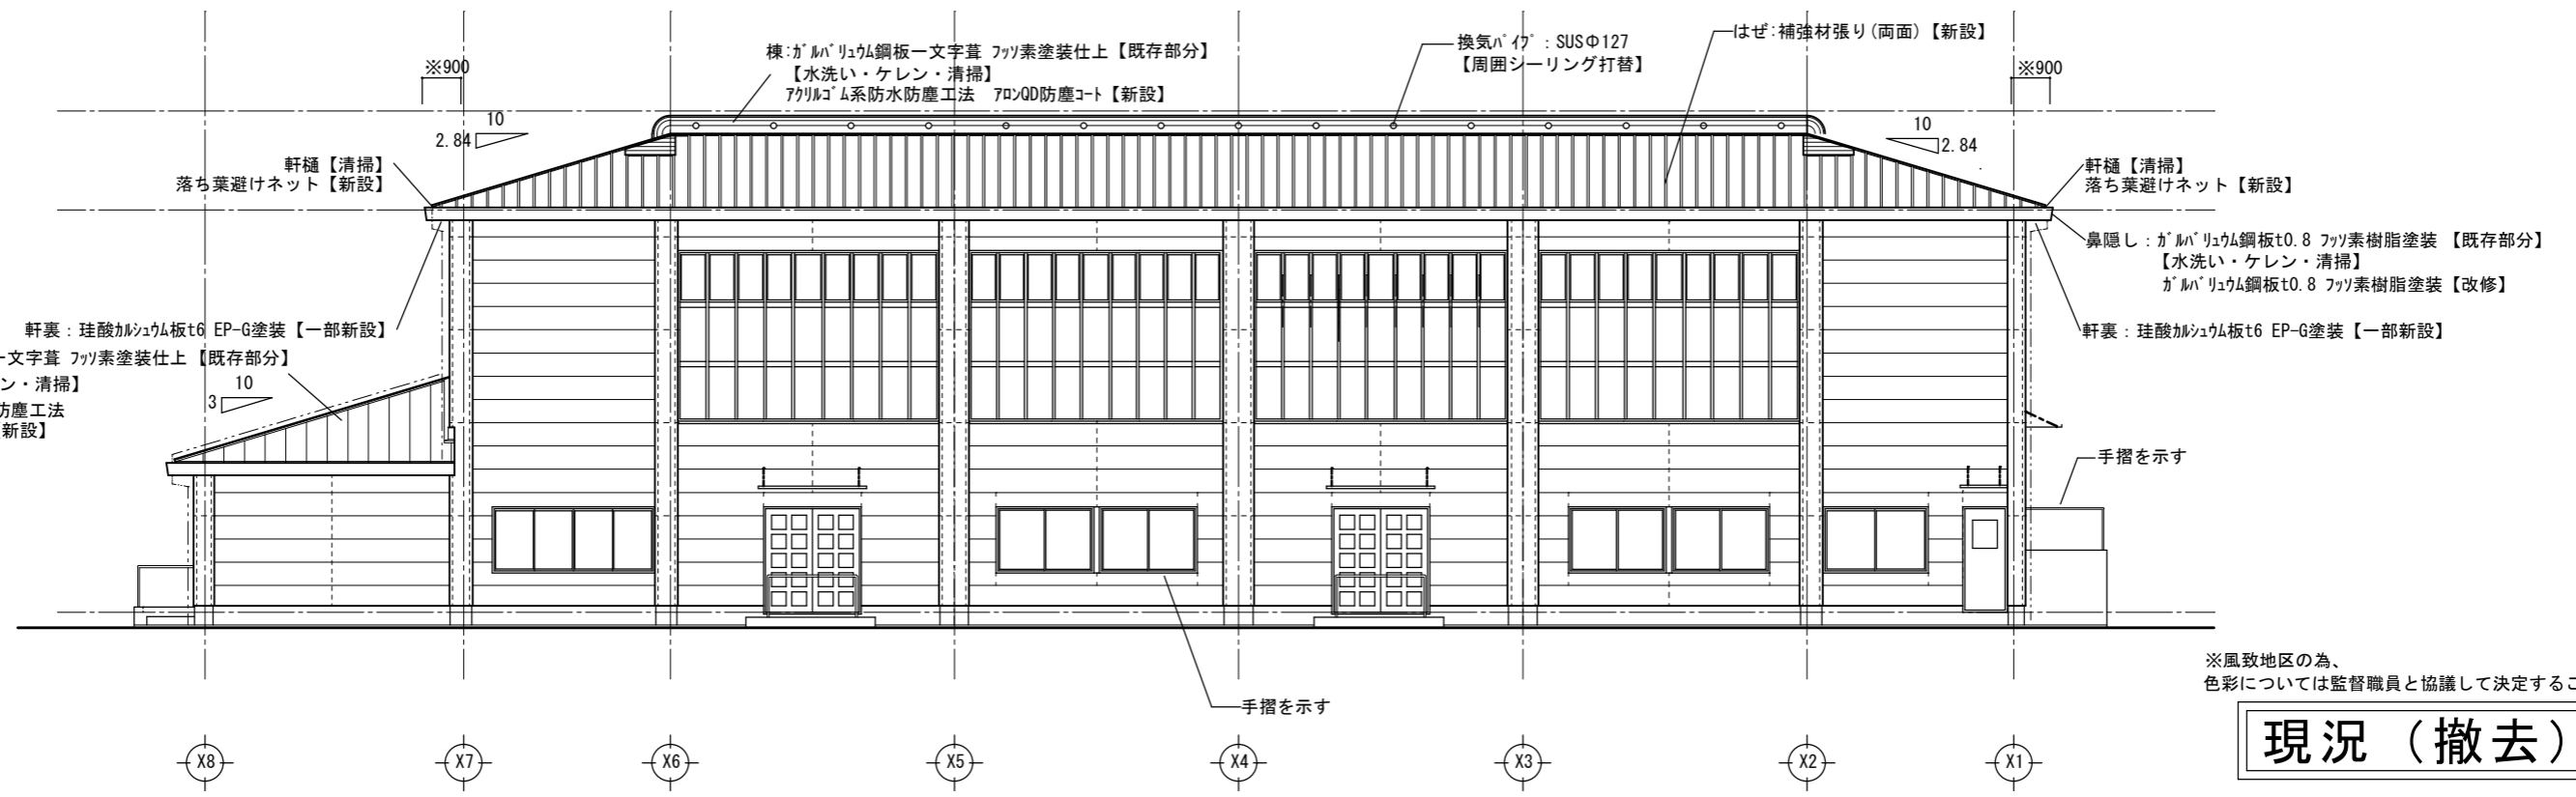 ※900
棟:ｶﾞﾙﾊﾞﾘｭｳﾑ鋼板一文字葺 ﾌｯｿ素塗装仕上【既存部分】
【水洗い・ケレン・清掃】
ｱｸﾘﾙｺﾞﾑ系防水防塵工法 ｱﾛﾝQD防塵ｺｰﾄ【新設】
換気ﾊﾟｲﾌﾟ：SUSΦ127
【周囲シーリング打替】
はぜ:補強材張り(両面)【新設】
※900
10
2.84
10
2.84
軒樋【清掃】
落ち葉避けネット【新設】
軒樋【清掃】
落ち葉避けネット【新設】
鼻隠し：ｶﾞﾙﾊﾞﾘｭｳﾑ鋼板t0.8 ﾌｯｿ素樹脂塗装 【既存部分】
【水洗い・ケレン・清掃】
ｶﾞﾙﾊﾞﾘｭｳﾑ鋼板t0.8 ﾌｯｿ素樹脂塗装【改修】
軒裏：珪酸ｶﾙｼｭｳﾑ板t6 EP-G塗装【一部新設】
軒裏：珪酸ｶﾙｼｭｳﾑ板t6 EP-G塗装【一部新設】
一文字葺 ﾌｯｿ素塗装仕上【既存部分】
ン・清掃】
防塵工法
新設】
10
3
手摺を示す
手摺を示す
※風致地区の為、
色彩については監督職員と協議して決定するこ
現況（撤去）
X8
X7
X6
X5
X4
X3
X2
X1